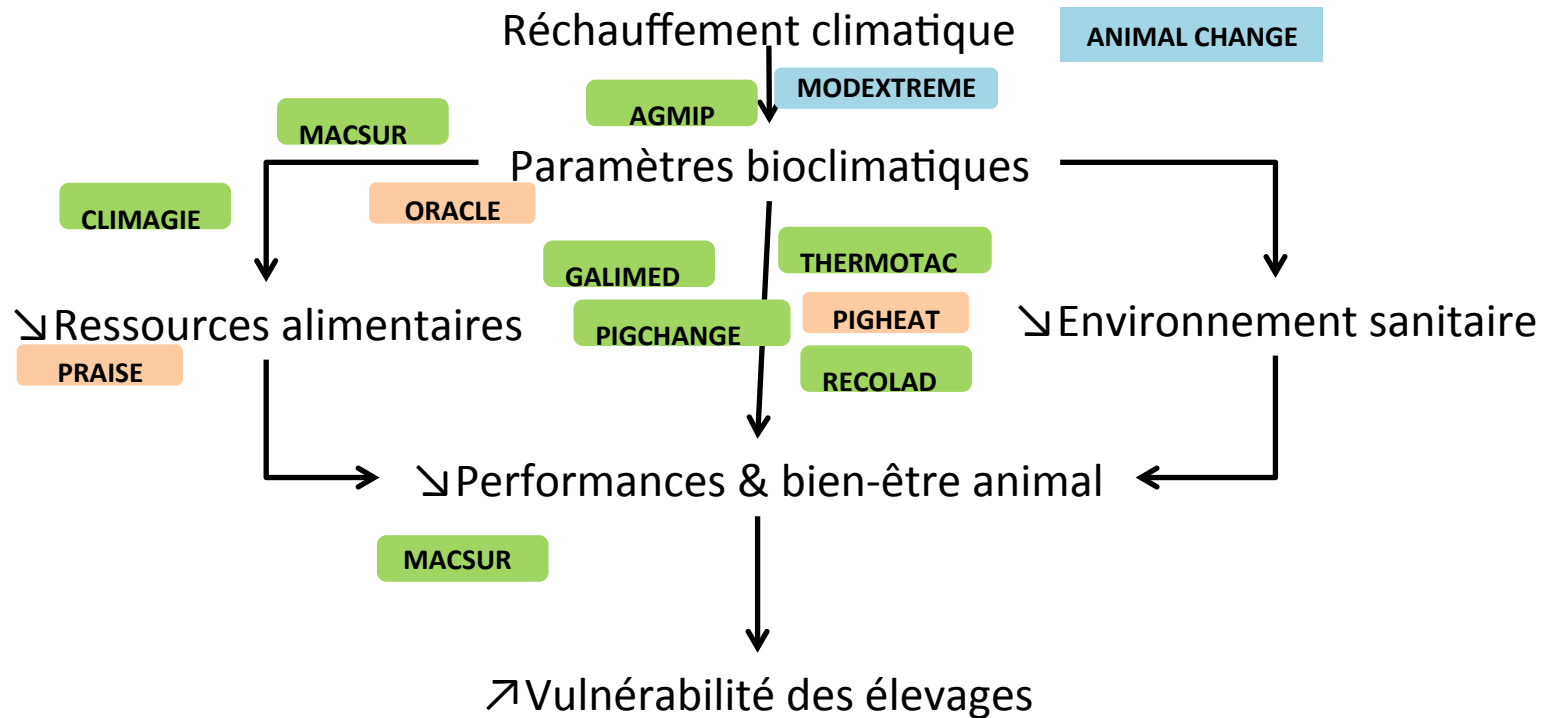 Réchauffement climatique
ANIMAL CHANGE
MODEXTREME
AGMIP
MACSUR
Paramètres bioclimatiques
CLIMAGIE
ORACLE
GALIMED
THERMOTAC
↘Ressources alimentaires
PIGCHANGE
PIGHEAT
↘Environnement sanitaire
PRAISE
RECOLAD
↘Performances & bien-être animal
MACSUR
↗Vulnérabilité des élevages